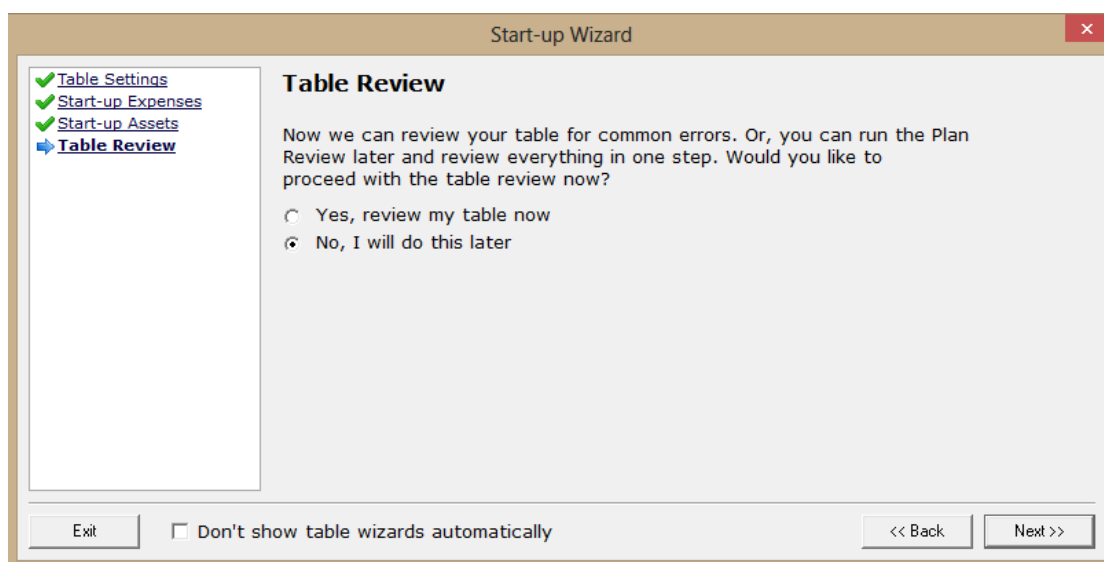 Start-up Wizard
Table Settings
Start-up Expenses
Start-up Assets
Table Review
Table Review
Now we can review your table for common errors. Or, you can run the Plan
Review later and review everything in one step. Would you like to
proceed with the table review now?
Yes, review my table now
No, I will do this later
Exit
Don't show table wizards automatically
<< Back
Next >>